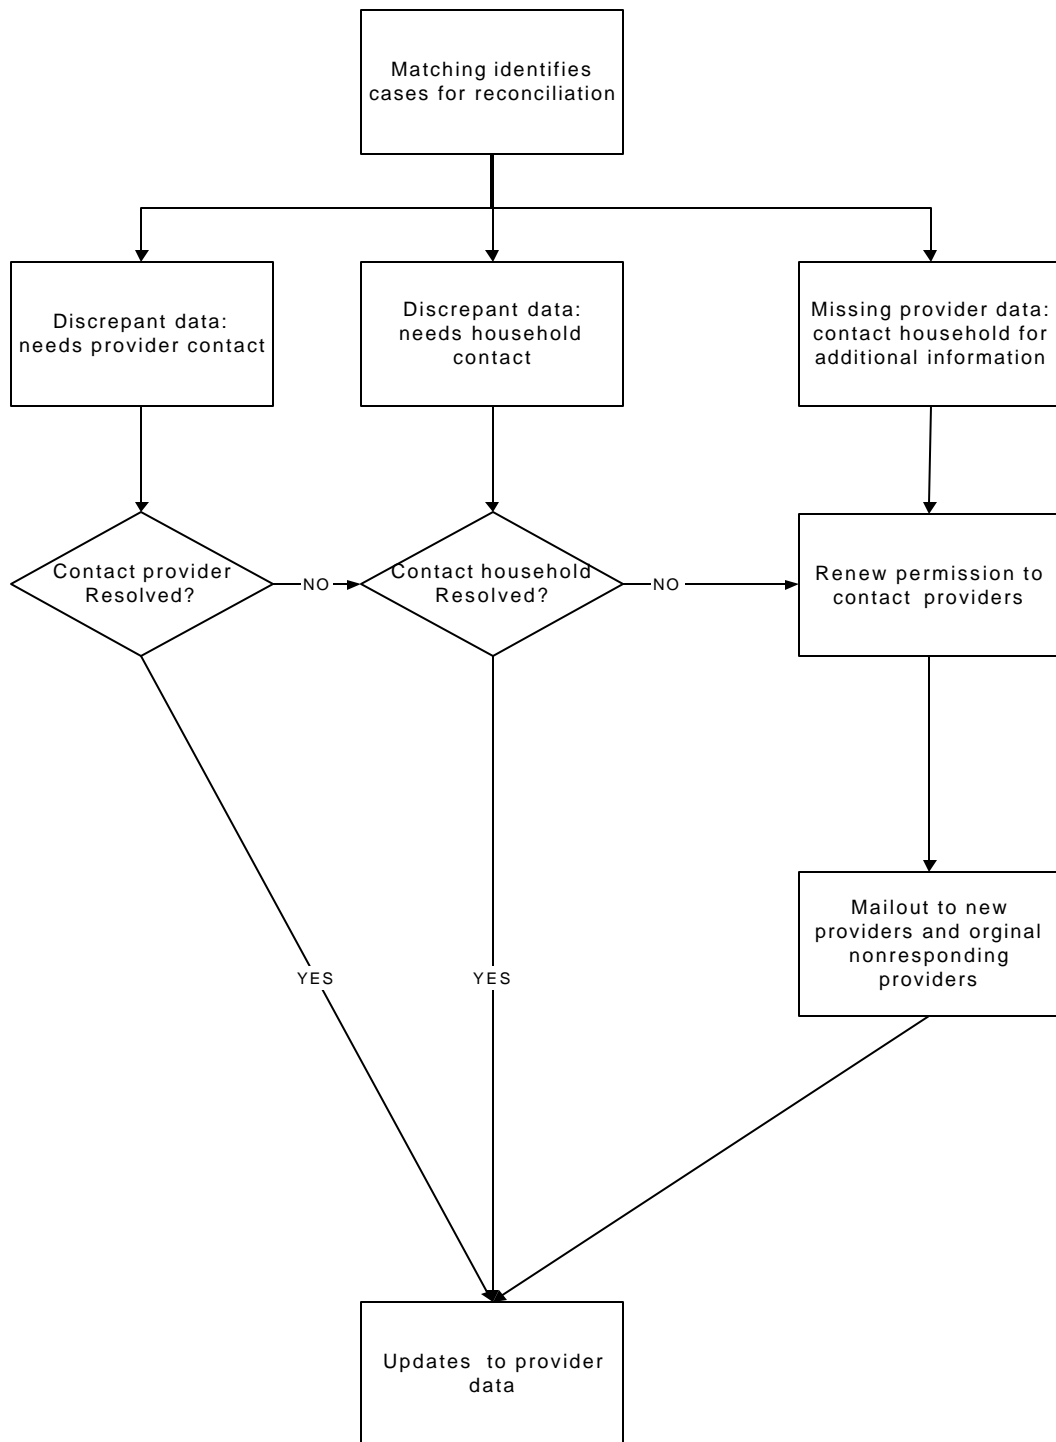 Matching identifies
cases for reconciliation
Discrepant data:
needs provider contact
Discrepant data:
needs household
contact
Missing provider data:
contact household for
additional information
Contact provider
Resolved?
NO
Contact household
Resolved?
NO
Renew permission to
contact providers
Mailout to new
providers and orginal
nonresponding
providers
YES
YES
Updates to provider
data